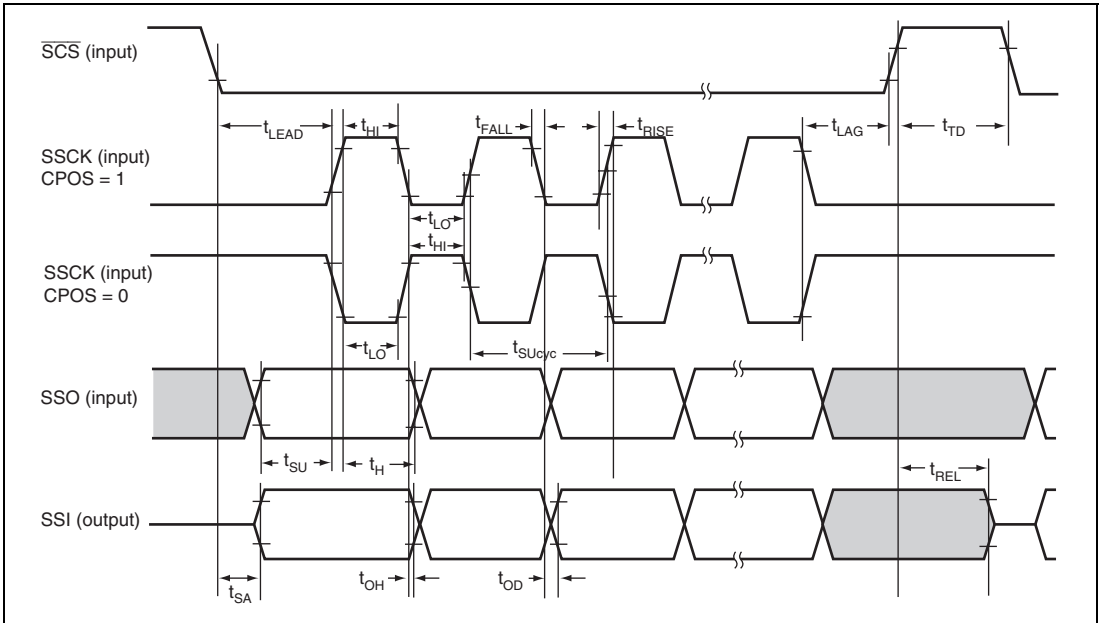 SCS (input)
tLEAD
tHI
tFALL
tRISE
tLAG
tTD
SSCK (input)
CPOS = 1
tLO
tHI
SSCK (input)
CPOS = 0
tLO
tSUcyc
SSO (input)
tSU
tH
tREL
SSI (output)
tSA
tOH
tOD